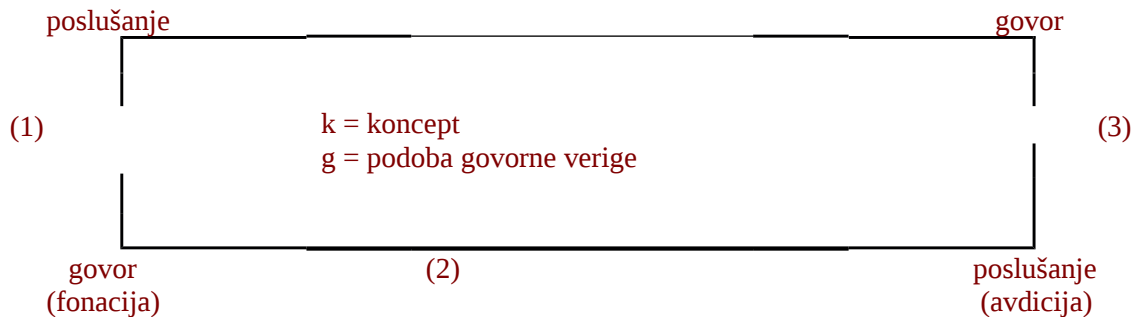 poslušanje
govor
(1)
k = koncept
g = podoba govorne verige
(3)
govor
(fonacija)
(2)
poslušanje
(avdicija)